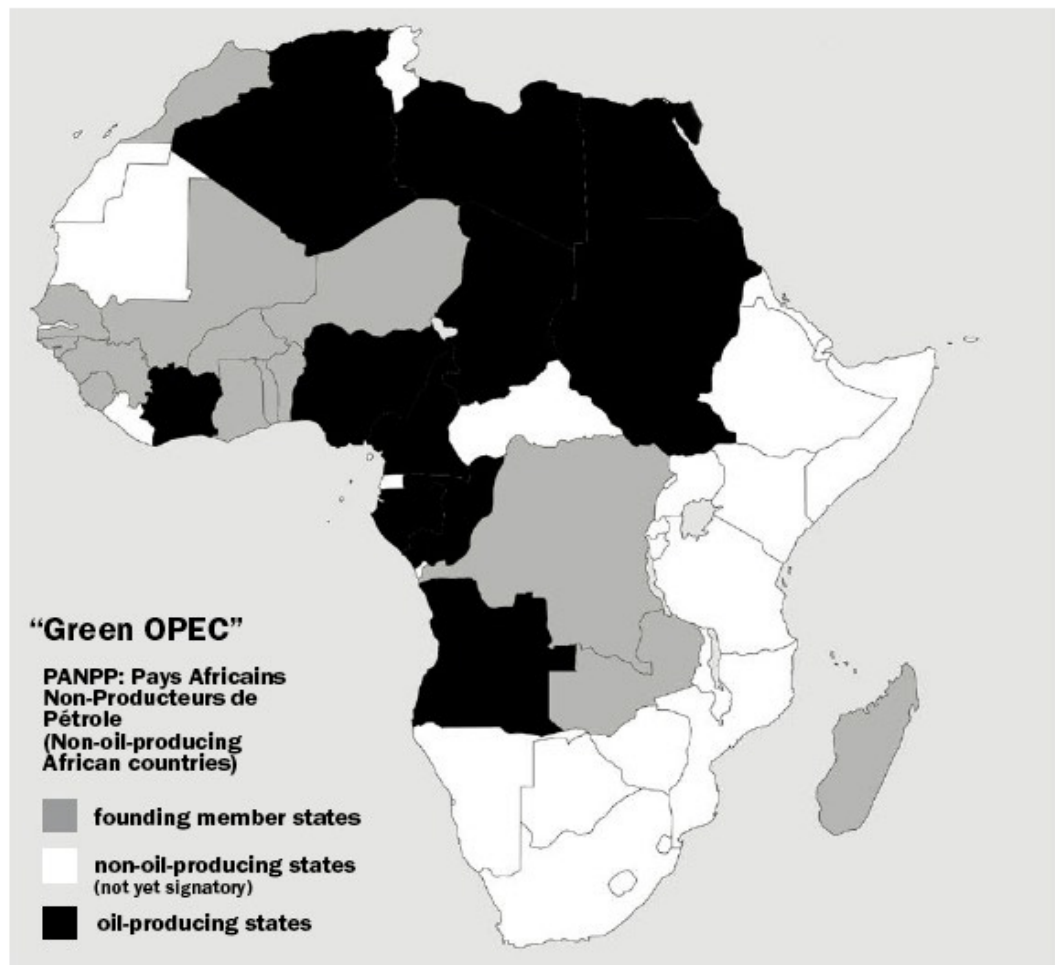 “Green OPEC”
PANPP: Pays Africains
Non-Producteurs de
Pétrole
(Non-oil-producing
African countries)
founding member states
non-oil-producing states
(not yet signatory)
oil-producing states